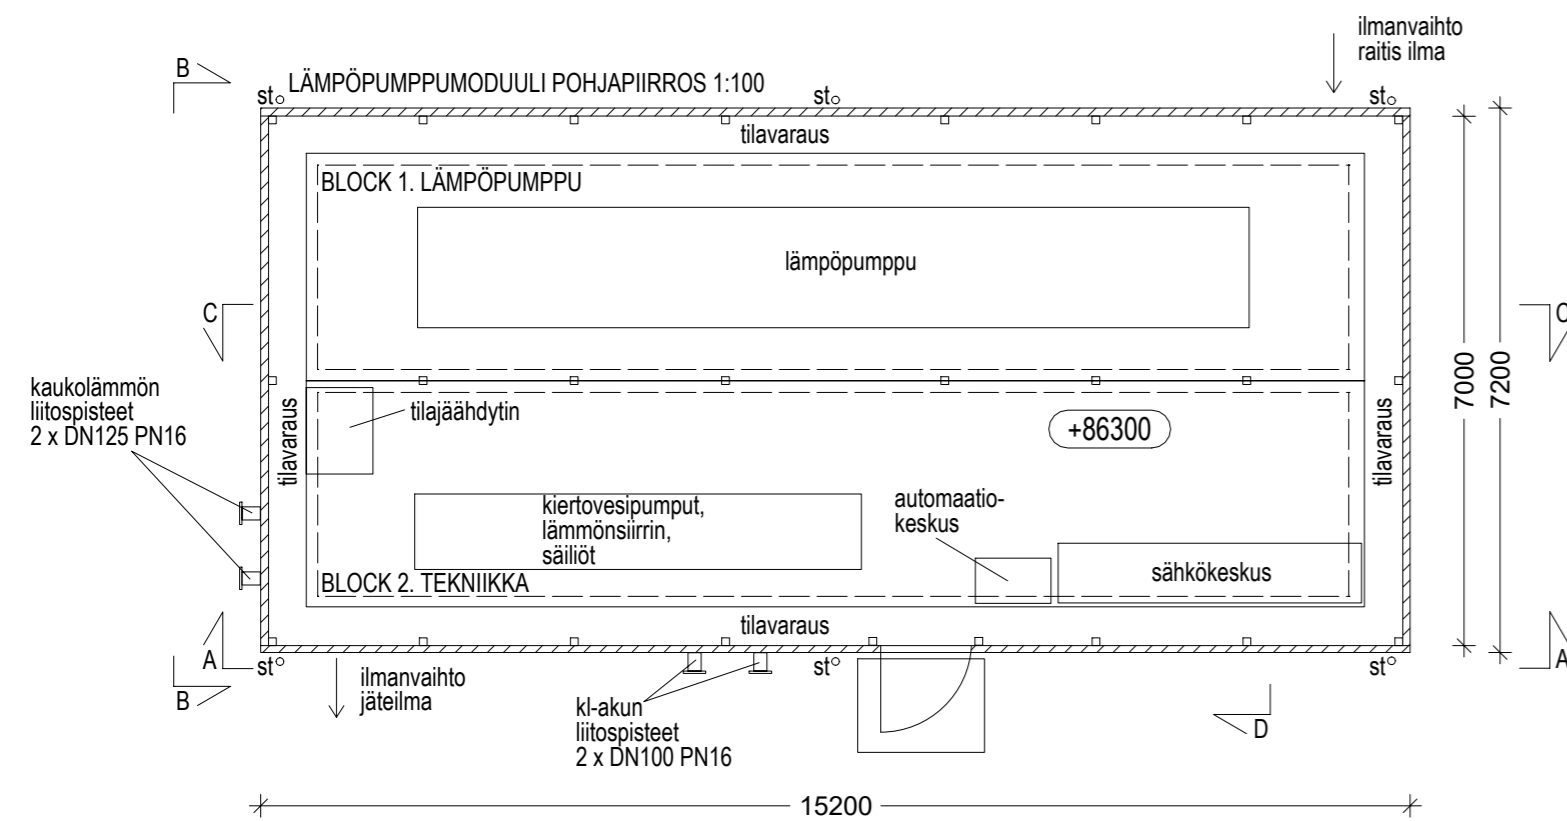 ilmanvaihto
raitis ilma
B
LÄMPÖPUMPPUMODUULI POHJAPIIRROS 1:100
st
st
st
tilavaraus
BLOCK 1. LÄMPÖPUMPPU
lämpöpumppu
C
C
7000
7200
kaukolämmön
liitospisteet
2 x DN125 PN16
tilavaraus
tilajäähdytin
+86300
tilavaraus
kiertovesipumput,
lämmönsiirrin,
säiliöt
automaatio-
keskus
sähkökeskus
BLOCK 2. TEKNIIKKA
tilavaraus
A
st
st
st
A
B
ilmanvaihto
jäteilma
kl-akun
liitospisteet
2 x DN100 PN16
D
15200